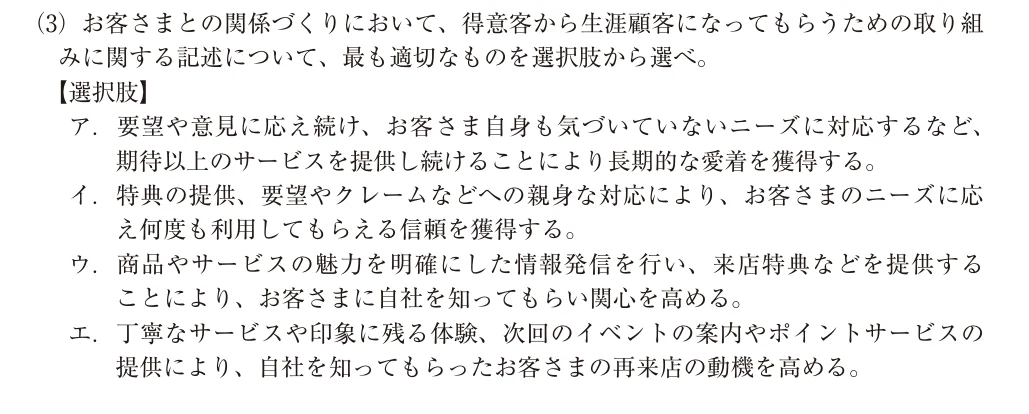 (3) お客さまとの関係づくりにおいて、得意客から生涯顧客になってもらうための取り組
みに関する記述について、最も適切なものを選択肢から選べ。
【選択肢】
ア．要望や意見に応え続け、お客さま自身も気づいていないニーズに対応するなど、
期待以上のサービスを提供し続けることにより長期的な愛着を獲得する。
イ．特典の提供、要望やクレームなどへの親身な対応により、お客さまのニーズに応
え何度も利用してもらえる信頼を獲得する。
ウ．商品やサービスの魅力を明確にした情報発信を行い、来店特典などを提供する
ことにより、お客さまに自社を知ってもらい関心を高める。
エ．丁寧なサービスや印象に残る体験、次回のイベントの案内やポイントサービスの
提供により、自社を知ってもらったお客さまの再来店の動機を高める。